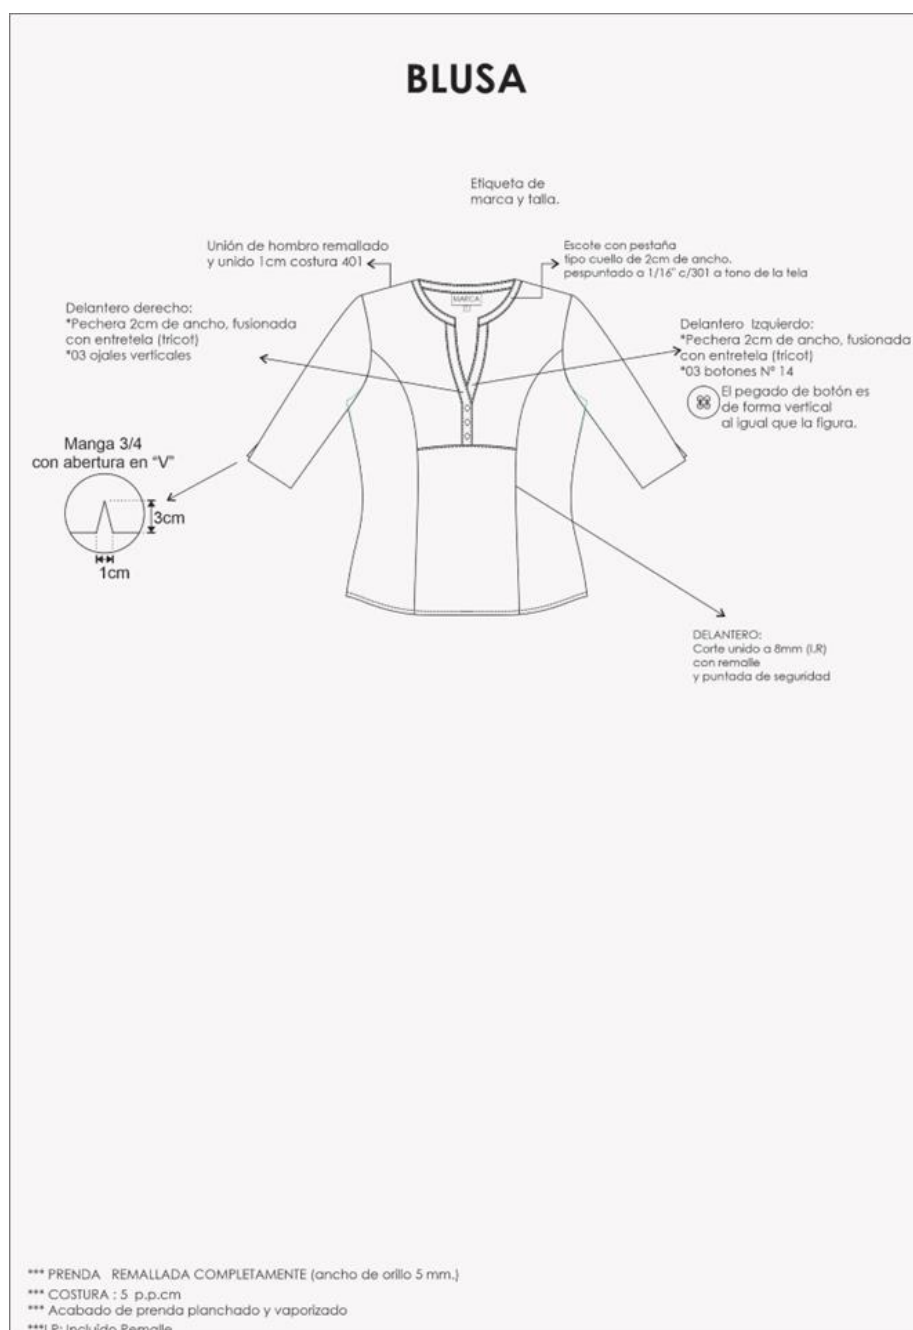 BLUSA
Etiqueta de
marca y talla.
Unión de hombro remallado
y unido 1cm costura 401
Escote con pestaña
tipo cuello de 2cm de ancho.
pespuntado a 1/16" c/301 a tono de la tela
MARCA
Delantero derecho:
*Pechera 2cm de ancho, fusionada
con entretela (tricot)
*03 ojales verticales
Delantero Izquierdo:
*Pechera 2cm de ancho, fusionada
con entretela (tricot)
*03 botones Nº 14
El pegado de botón es
de forma vertical
al igual que la figura.
Manga 3/4
con abertura en "V"
3cm
1cm
DELANTERO:
Corte unido a 8mm (I.R)
con remalle
y puntada de seguridad
*** PRENDA REMALLADA COMPLETAMENTE (ancho de orillo 5 mm.)
*** COSTURA : 5 p.p.cm
*** Acabado de prenda planchado y vaporizado
***I.R: Incluído Remalle